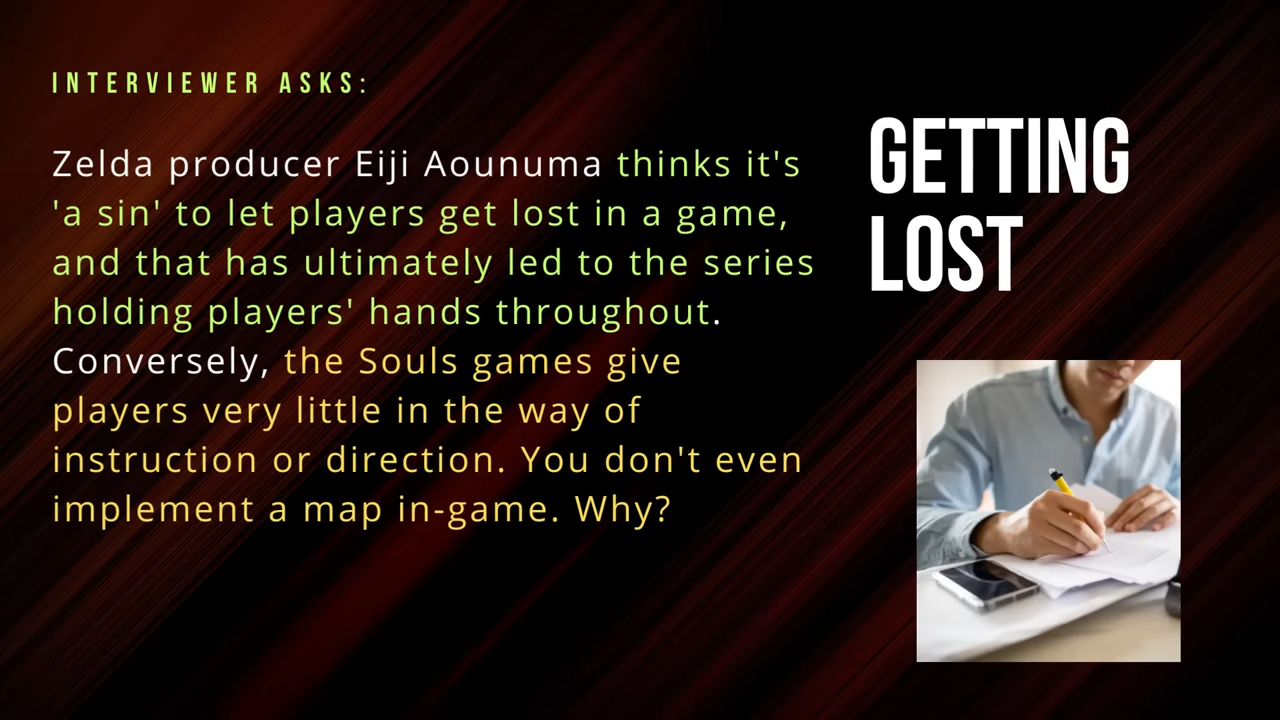 INTERVIEWER ASKS:
Zelda producer Eiji Aounuma thinks it's
'a sin' to let players get lost in a game,
and that has ultimately led to the series
holding players' hands throughout.
Conversely, the Souls games give
players very little in the way of
instruction or direction. You don't even
implement a map in-game. Why?
GETTING
LOST